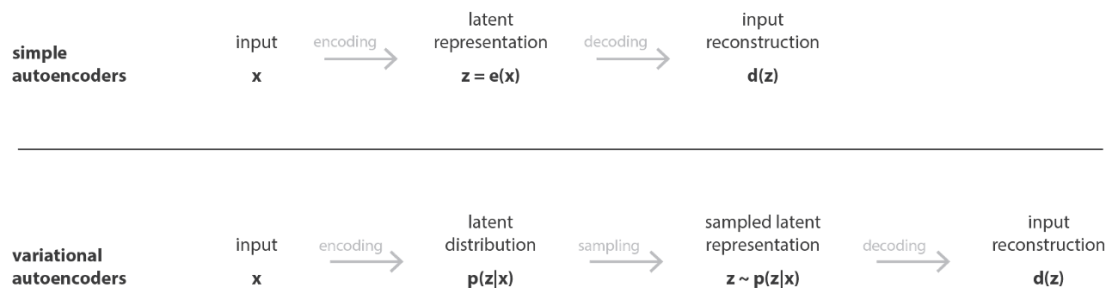 simple
autoencoders
input
x
encoding
latent
representation
z = e(x)
decoding
input
reconstruction
d(z)
variational
autoencoders
input
x
encoding
latent
distribution
p(z|x)
sampling
sampled latent
representation
z ~ p(z|x)
decoding
input
reconstruction
d(z)